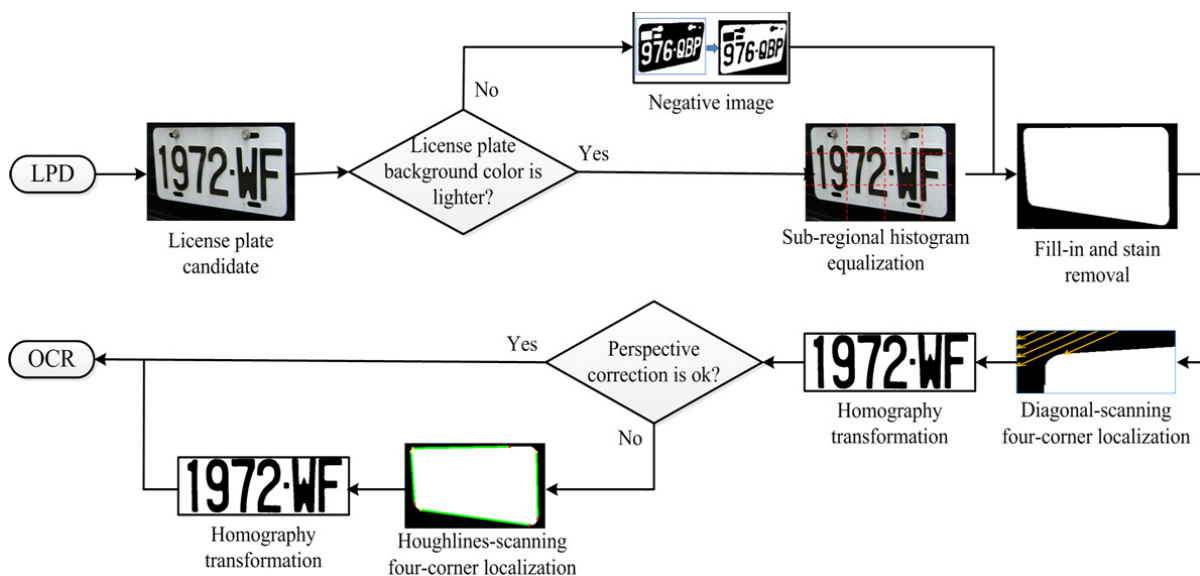 976·QBP
976·QBP
No
Negative image
LPD
1972·WF
License plate
candidate
License plate
background color is
lighter?
Yes
1972·WF
Sub-regional histogram
equalization
Fill-in and stain
removal
OCR
Yes
Perspective
correction is ok?
No
1972·WF
Homography
transformation
Diagonal-scanning
four-corner localization
1972·WF
Homography
transformation
Houghlines-scanning
four-corner localization